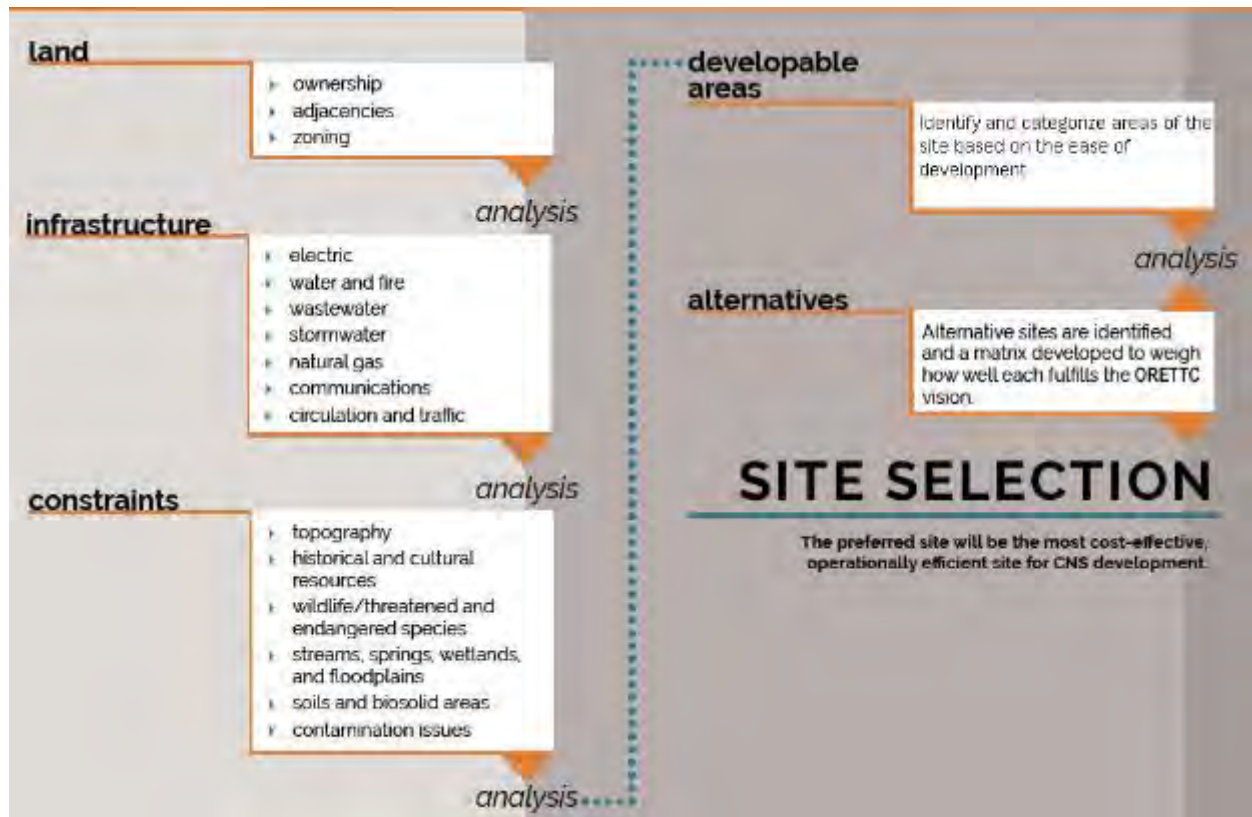 land
ownership
adjacencies
zoning
analysis
infrastructure
electric
water and fire
wastewater
stormwater
natural gas
communications
circulation and traffic
analysis
constraints
topography
historical and cultural
resources
wildlife/threatened and
endangered species
streams, springs, wetlands,
and floodplains
soils and biosolid areas
contamination issues
analysis
developable
areas
Identify and categorize areas of the
site based on the ease of
development
analysis
alternatives
Alternative sites are identified
and a matrix developed to weigh
how well each fulfills the ORETTC
vision.
SITE SELECTION
The preferred site will be the most cost-effective,
operationally efficient site for CNS development.